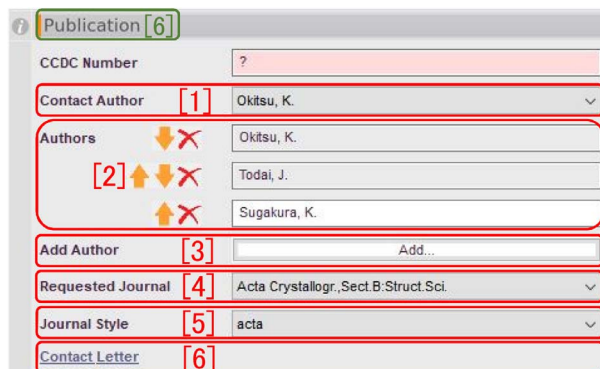 Publication [6]
CCDC Number ?
Contact Author [1] Okitsu, K.
Authors Okitsu, K.
[2] Todai, J.
Sugakura, K.
Add Author [3] Add...
Requested Journal [4] Acta Crystallogr.,Sect.B:Struct.Sci.
Journal Style [5] acta
Contact Letter [6]